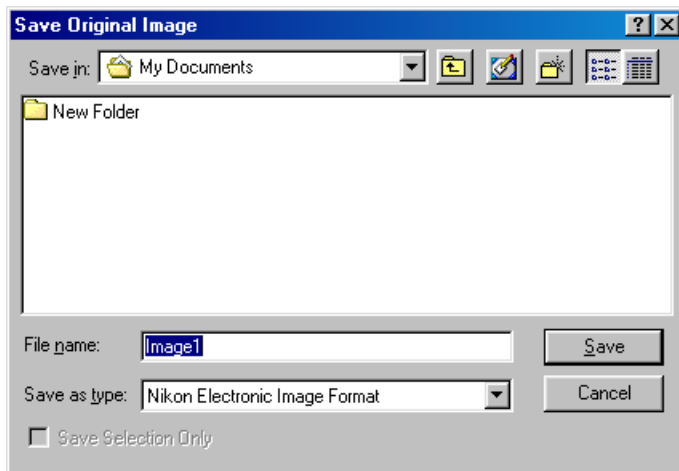 Save Original Image
Save in: My Documents
New Folder
File name: Image1 Save
Save as type: Nikon Electronic Image Format Cancel
Save Selection Only